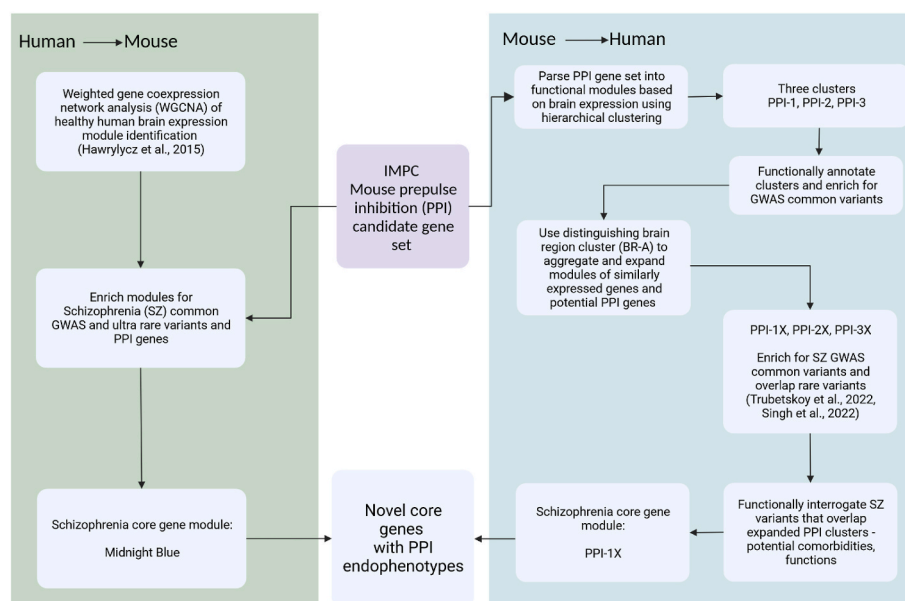 Human → Mouse
Weighted gene coexpression
network analysis (WGCNA) of
healthy human brain expression
module identification
(Hawrylycz et al., 2015)
Enrich modules for
Schizophrenia (SZ) common
GWAS and ultra rare variants and
PPI genes
Schizophrenia core gene module:
Midnight Blue
IMPC
Mouse prepulse
inhibition (PPI)
candidate gene
set
Novel core
genes
with PPI
endophenotypes
Mouse → Human
Parse PPI gene set into
functional modules based
on brain expression using
hierarchical clustering
Three clusters
PPI-1, PPI-2, PPI-3
Functionally annotate
clusters and enrich for
GWAS common variants
Use distinguishing brain
region cluster (BR-A) to
aggregate and expand
modules of similarly
expressed genes and
potential PPI genes
PPI-1X, PPI-2X, PPI-3X
Enrich for SZ GWAS
common variants and
overlap rare variants
(Trubetskoy et al., 2022,
Singh et al., 2022)
Functionally interrogate SZ
variants that overlap
expanded PPI clusters -
potential comorbidities,
functions
Schizophrenia core gene
module:
PPI-1X